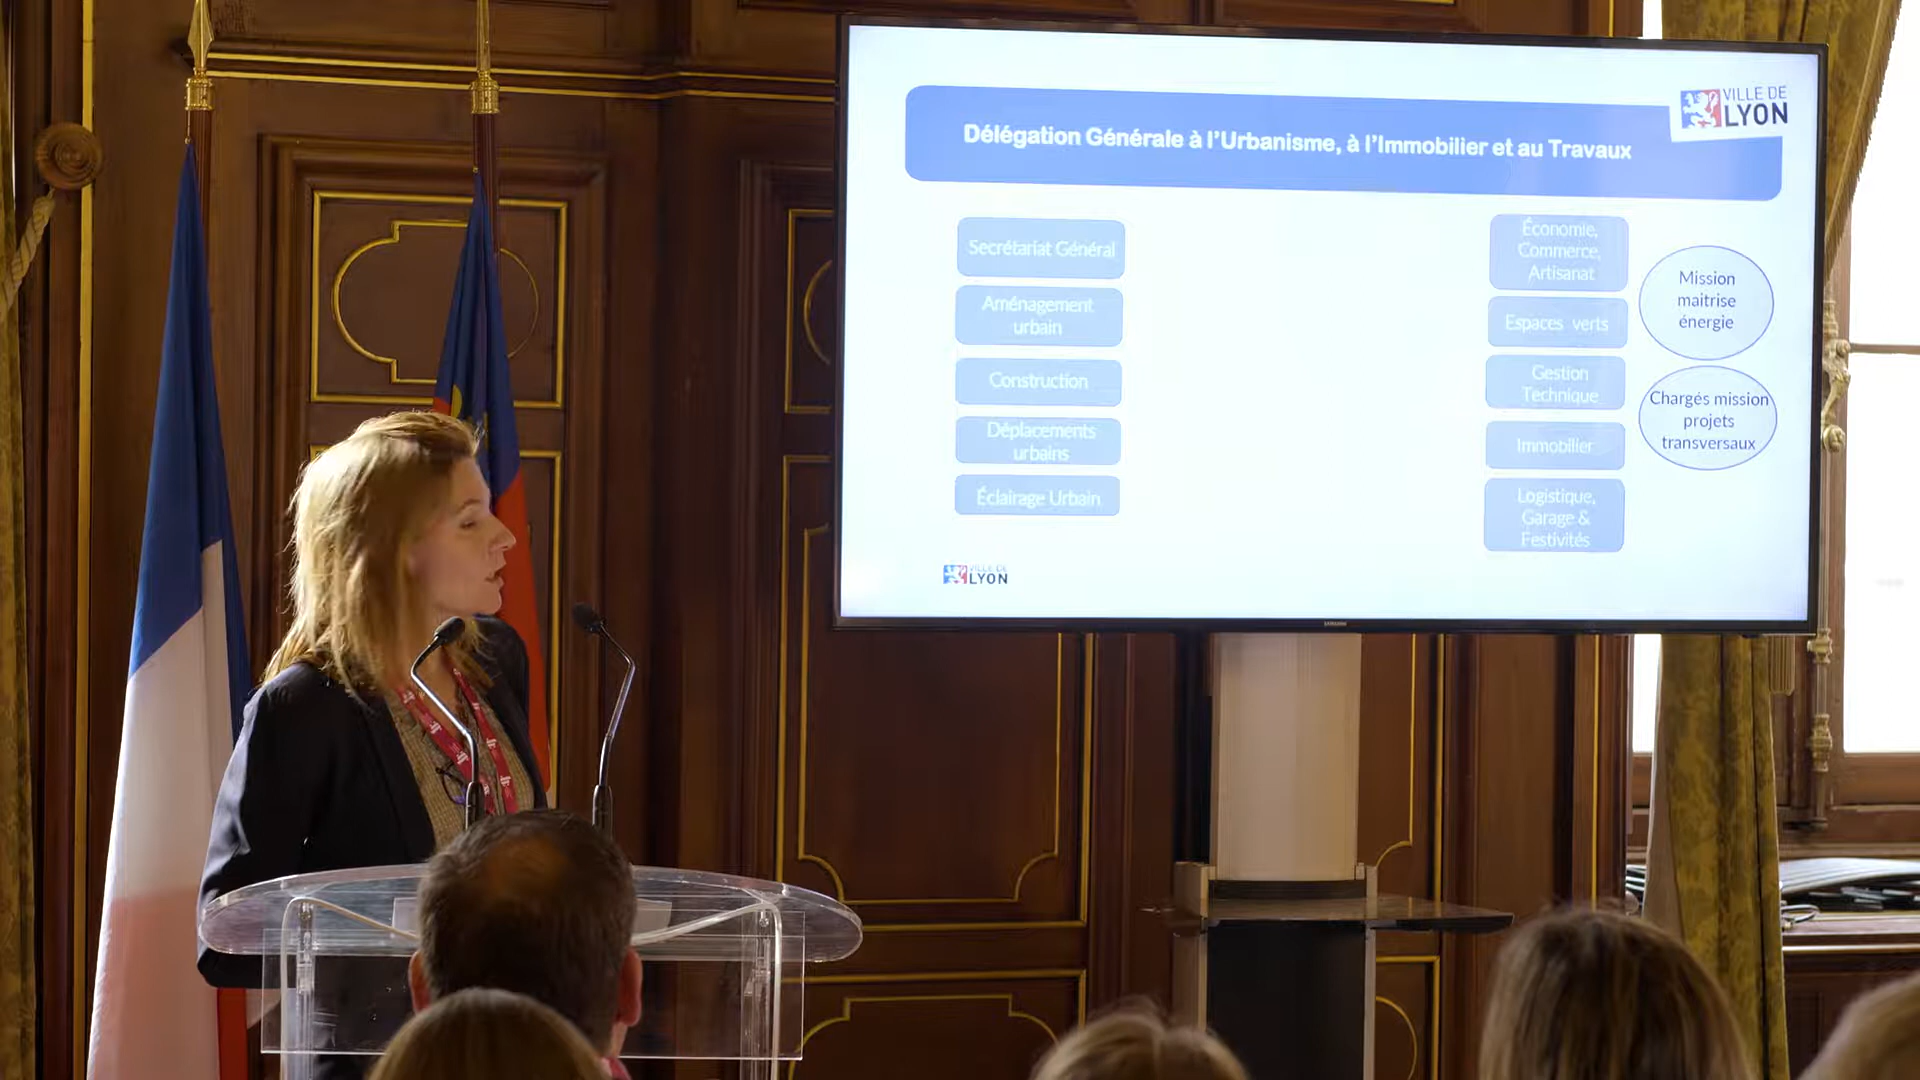 VILLE DE
LYON
Délégation Générale à l'Urbanisme, à l'Immobilier et au Travaux
Secrétariat Général
Aménagement
urbain
Construction
Déplacements
urbains
Éclairage Urbain
Économie,
Commerce,
Artisanat
Espaces verts
Gestion
Technique
Immobilier
Logistique,
Garage &
Festivités
Mission
maitrise
énergie
Chargés mission
projets
transversaux
VILLE DE
LYON
SAMSUNG